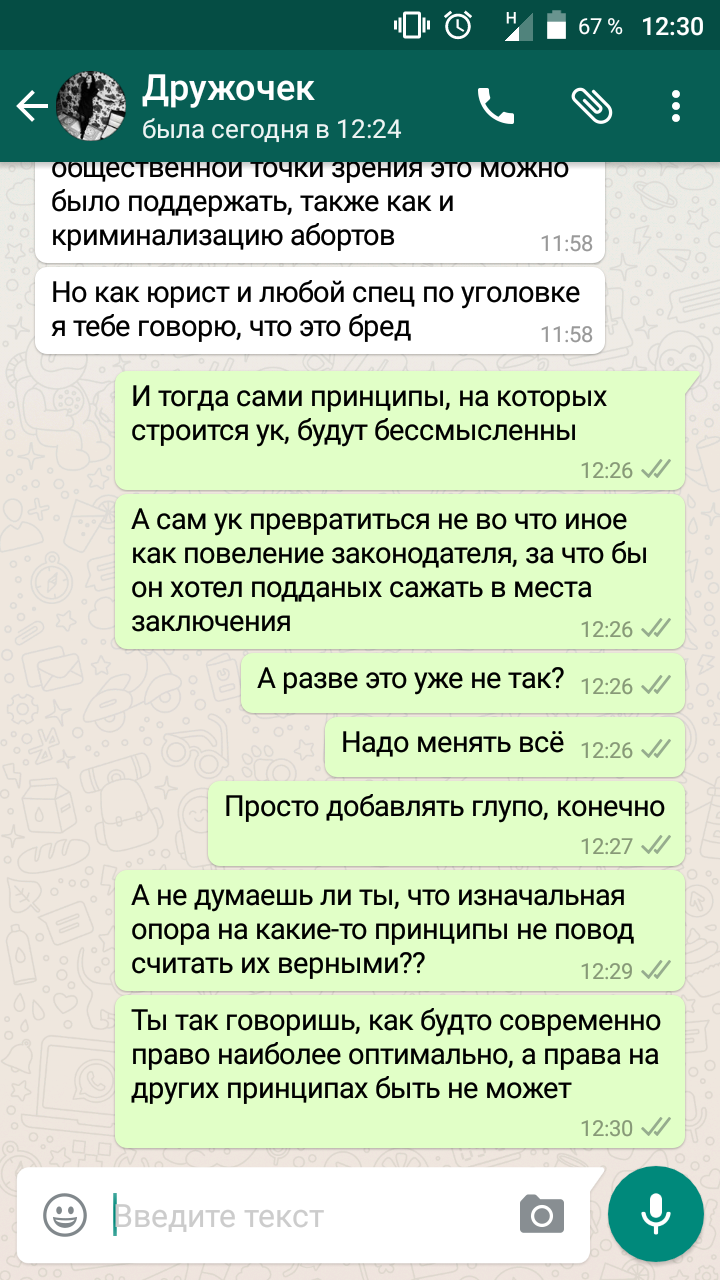 H 67 % 12:30
Дружочек
была сегодня в 12:24
общественной точки зрения это можно
было поддержать, также как и
криминализацию абортов 11:58
Но как юрист и любой спец по уголовке
я тебе говорю, что это бред 11:58
И тогда сами принципы, на которых
строится ук, будут бессмысленны
12:26
А сам ук превратиться не во что иное
как повеление законодателя, за что бы
он хотел подданых сажать в места
заключения 12:26
А разве это уже не так? 12:26
Надо менять всё 12:26
Просто добавлять глупо, конечно
12:27
А не думаешь ли ты, что изначальная
опора на какие-то принципы не повод
считать их верными?? 12:29
Ты так говоришь, как будто современно
право наиболее оптимально, а права на
других принципах быть не может
12:30
Введите текст